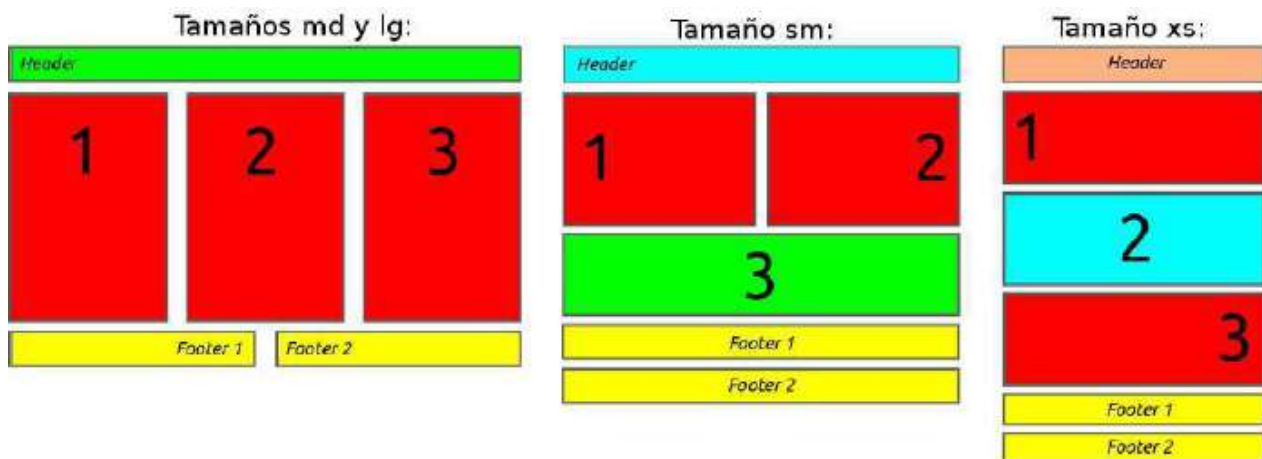 Tamaños md y lg:
Header
1 2 3
Footer 1 Footer 2
Tamaño sm:
Header
1 2
3
Footer 1
Footer 2
Tamaño xs:
Header
1
2
3
Footer 1
Footer 2